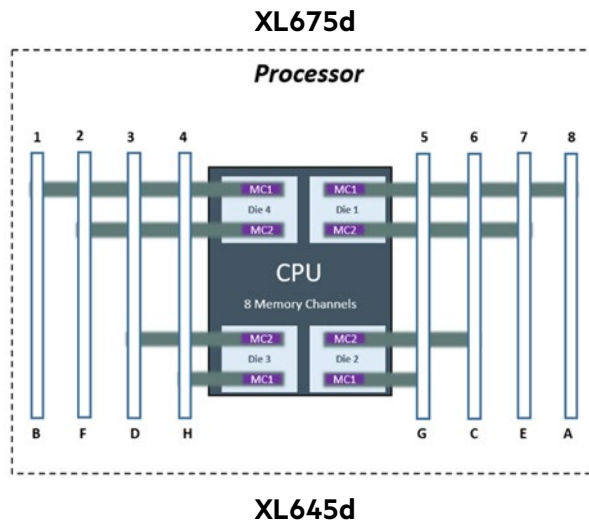 XL675d
Processor
1 2 3 4 5 6 7 8
MC1 MC1
Die 4 Die 1
MC2 MC2
CPU
8 Memory Channels
MC2 MC2
Die 3 Die 2
MC1 MC1
B F D H G C E A
XL645d